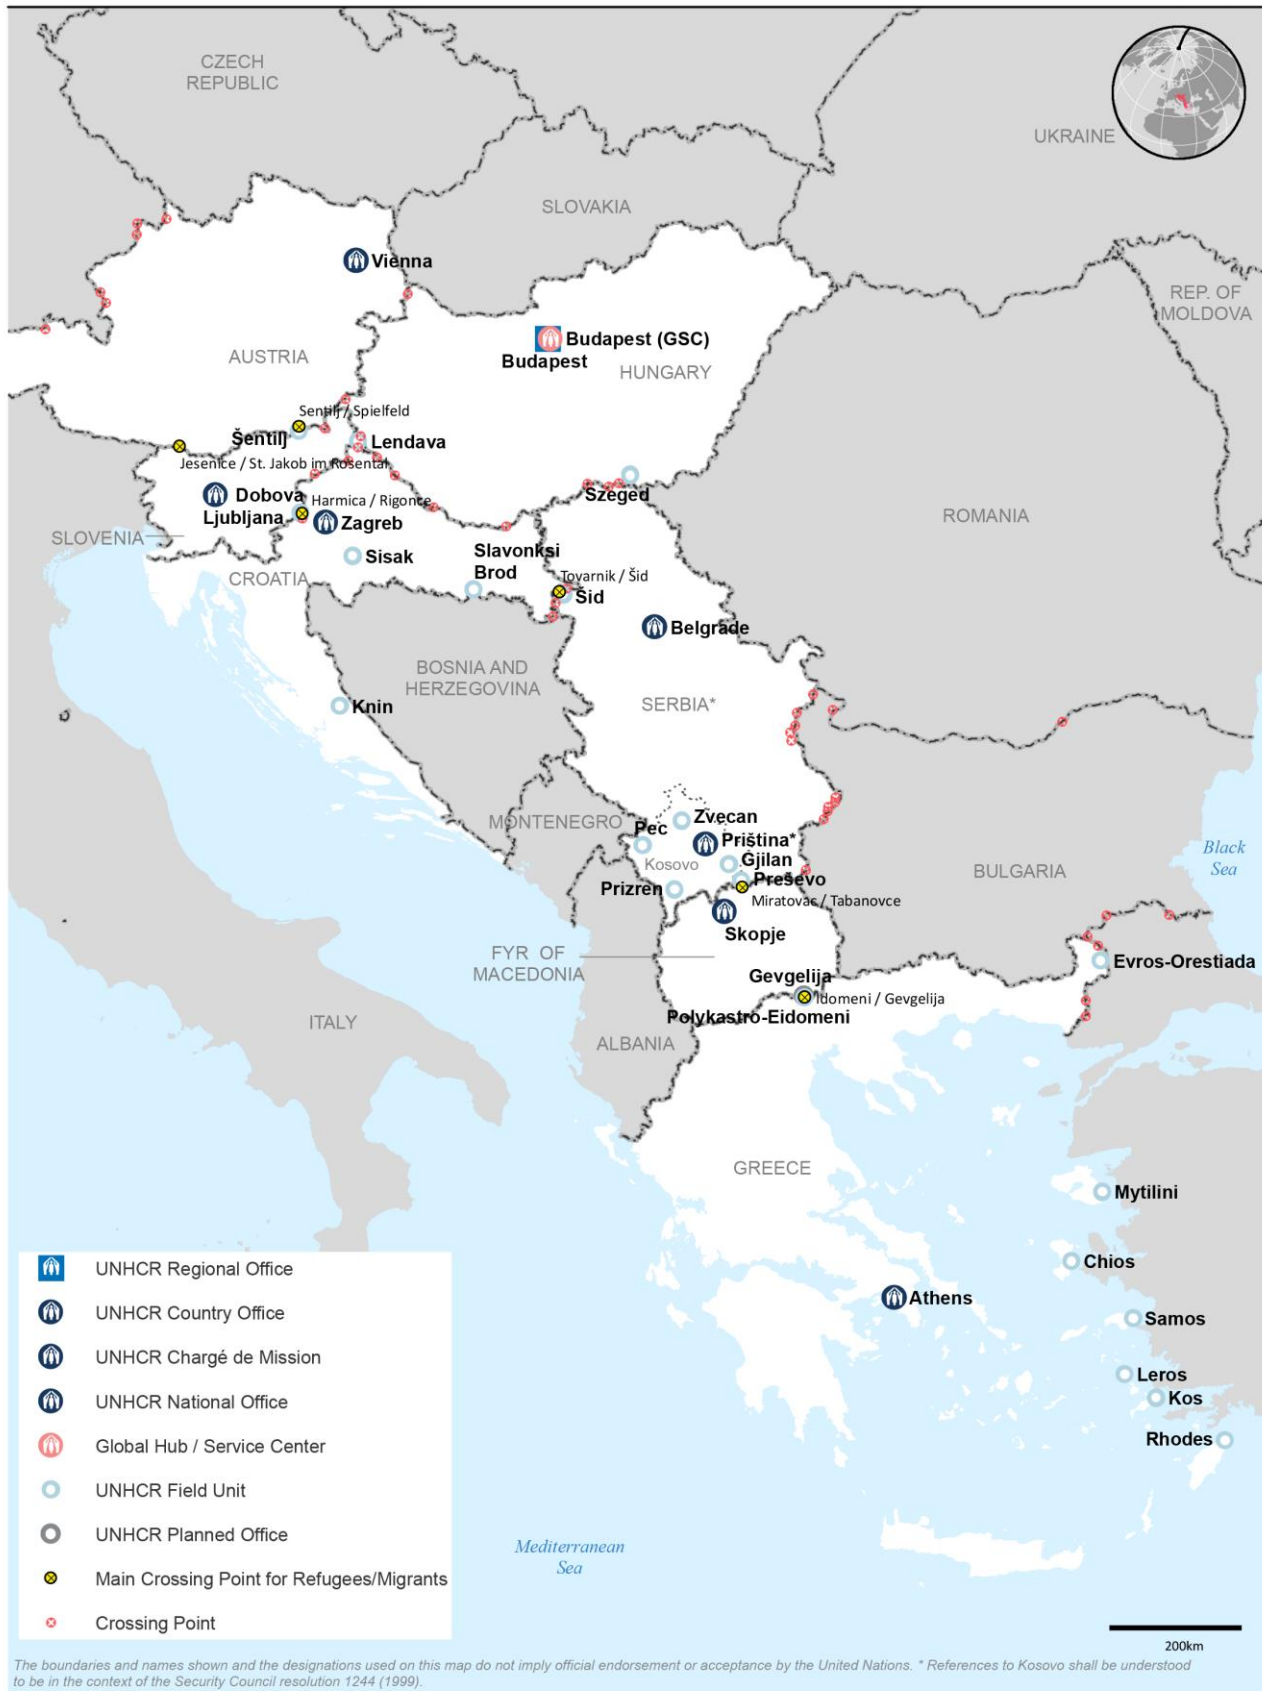 CZECH
REPUBLIC
UKRAINE
SLOVAKIA
REP. OF
MOLDOVA
Vienna
Budapest (GSC)
Budapest
HUNGARY
AUSTRIA
Sentilj / Spielfeld
Šentilj
Lendava
Jesenice / St. Jakob im Rosental
Szeged
Dobova
Harmica / Rigonce
Ljubljana
Zagreb
ROMANIA
SLOVENIA
Sisak
Slavonksi
Brod
CROATIA
Tovarnik / Šid
Šid
Belgrade
BOSNIA AND
HERZEGOVINA
SERBIA*
Knin
Zvecan
MONTENEGRO
Pec
Priština*
Kosovo
Gjilan
Black
Sea
BULGARIA
Prizren
Preševo
Miratovac / Tabanovce
Skopje
FYR OF
MACEDONIA
Evros-Orestiada
Gevgelija
Idomeni / Gevgelija
Polykastro-Eidomeni
ITALY
ALBANIA
GREECE
Mytilini
Chios
Athens
Samos
Leros
Kos
Rhodes
UNHCR Regional Office
UNHCR Country Office
UNHCR Chargé de Mission
UNHCR National Office
Global Hub / Service Center
UNHCR Field Unit
UNHCR Planned Office
Main Crossing Point for Refugees/Migrants
Crossing Point
Mediterranean
Sea
200km
The boundaries and names shown and the designations used on this map do not imply official endorsement or acceptance by the United Nations. * References to Kosovo shall be understood
to be in the context of the Security Council resolution 1244 (1999).